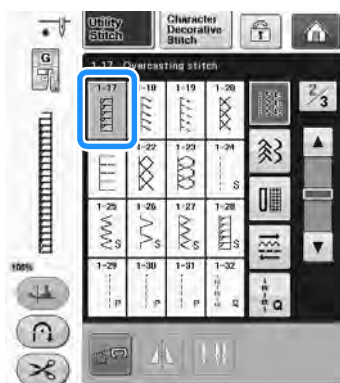 Utility
Stitch
Character
Decorative
Stitch
G
1-17 Overcasting stitch
1-17 1-18 1-19 1-20
2/3
1-22 1-23 1-24
S
1-25 1-26 1-27 1-28
S S S S
1-29 1-30 1-31 1-32
P P P Q
Q
100%